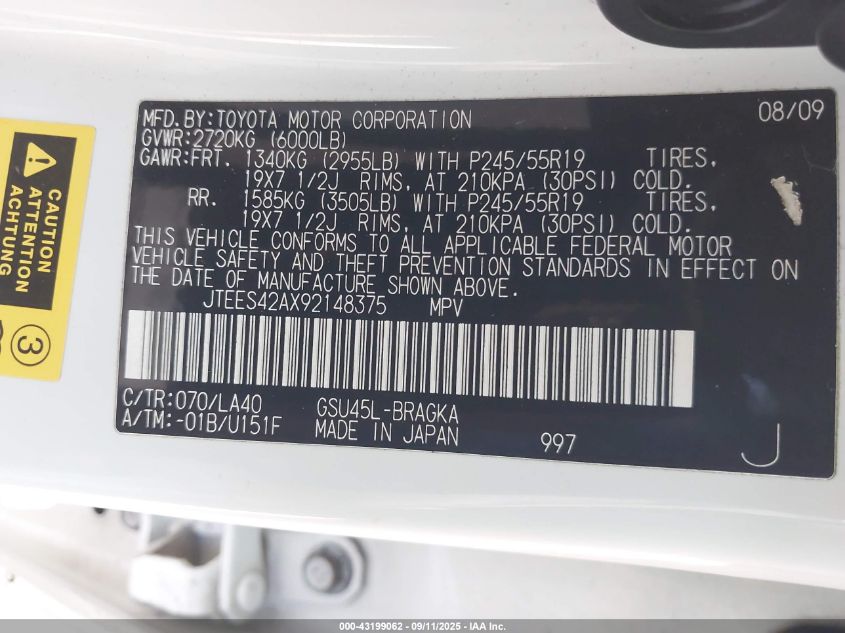 MFD.BY:TOYOTA MOTOR CORPORATION 08/09
GVWR:2720KG (6000LB)
GAWR:FRT. 1340KG (2955LB) WITH P245/55R19 TIRES,
19X7 1/2J RIMS, AT 210KPA (30PSI) COLD.
RR. 1585KG (3505LB) WITH P245/55R19 TIRES,
19X7 1/2J RIMS, AT 210KPA (30PSI) COLD.
THIS VEHICLE CONFORMS TO ALL APPLICABLE FEDERAL MOTOR
VEHICLE SAFETY AND THEFT PREVENTION STANDARDS IN EFFECT ON
THE DATE OF MANUFACTURE SHOWN ABOVE.
JTEES42AX92148375 MPV
C/TR:070/LA40 GSU45L-BRAGKA
A/TM:-01B/U151F MADE IN JAPAN 997 J
CAUTION
ATTENTION
ACHTUNG
3
000-43199062 - 09/11/2025 - IAA Inc.